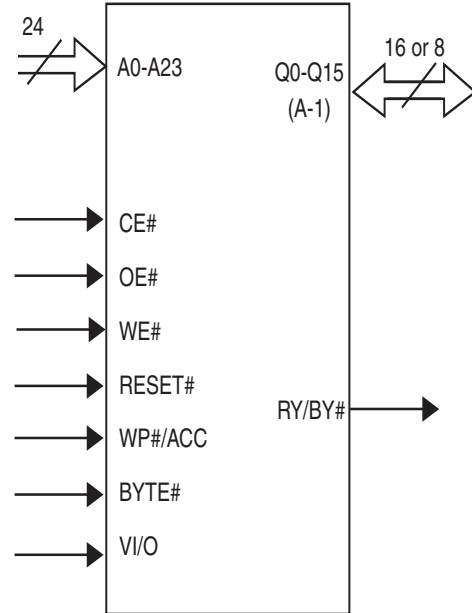 24
A0-A23
Q0-Q15
(A-1)
16 or 8
CE#
OE#
WE#
RESET#
WP#/ACC
BYTE#
VI/O
RY/BY#